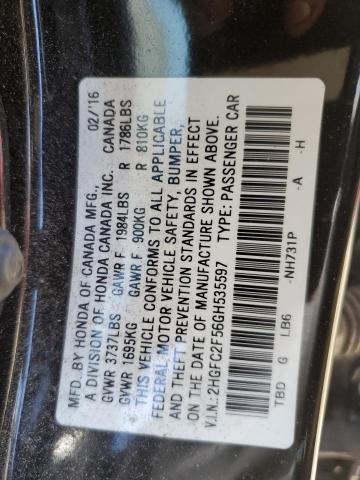 MFD. BY HONDA OF CANADA MFG., 02/16
A DIVISION OF HONDA CANADA INC. CANADA
GVWR 3737LBS GAWR F 1984LBS R 1786LBS
GVWR 1695KG GAWR F 900KG R 810KG
THIS VEHICLE CONFORMS TO ALL APPLICABLE
FEDERAL MOTOR VEHICLE SAFETY, BUMPER,
AND THEFT PREVENTION STANDARDS IN EFFECT
ON THE DATE OF MANUFACTURE SHOWN ABOVE.
V.I.N.: 2HGFC2F56GH535597 TYPE: PASSENGER CAR
NH731P -A -H
TBD G LB6